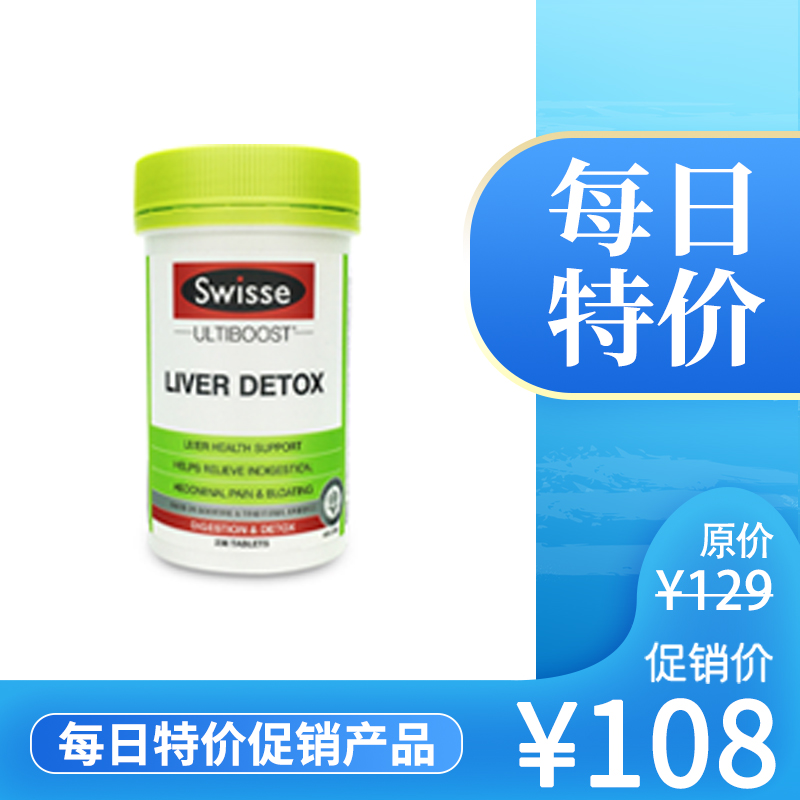 Swisse
ULTIBOOST
LIVER DETOX
LIVER HEALTH SUPPORT
HELPS RELIEVE INDIGESTION,
ABDOMINAL PAIN & BLOATING
DIGESTION & DETOX
TABLETS
每日
特价
原价
¥129
促销价
¥108
每日特价促销产品